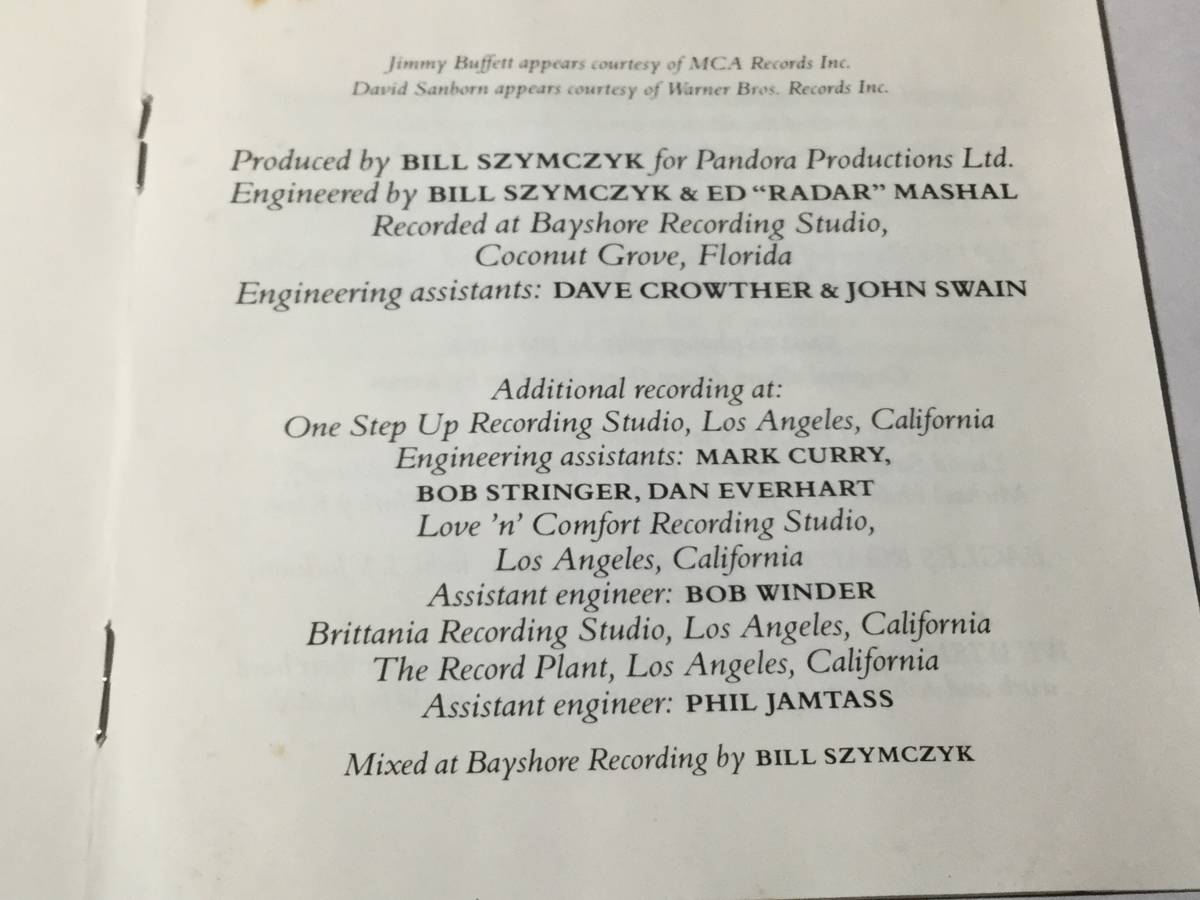 Jimmy Buffett appears courtesy of MCA Records Inc.
David Sanborn appears courtesy of Warner Bros. Records Inc.
Produced by BILL SZYMCZYK for Pandora Productions Ltd.
Engineered by BILL SZYMCZYK & ED “RADAR” MASHAL
Recorded at Bayshore Recording Studio,
Coconut Grove, Florida
Engineering assistants: DAVE CROWTHER & JOHN SWAIN
Additional recording at:
One Step Up Recording Studio, Los Angeles, California
Engineering assistants: MARK CURRY,
BOB STRINGER, DAN EVERHART
Love ’n’ Comfort Recording Studio,
Los Angeles, California
Assistant engineer: BOB WINDER
Brittania Recording Studio, Los Angeles, California
The Record Plant, Los Angeles, California
Assistant engineer: PHIL JAMTASS
Mixed at Bayshore Recording by BILL SZYMCZYK